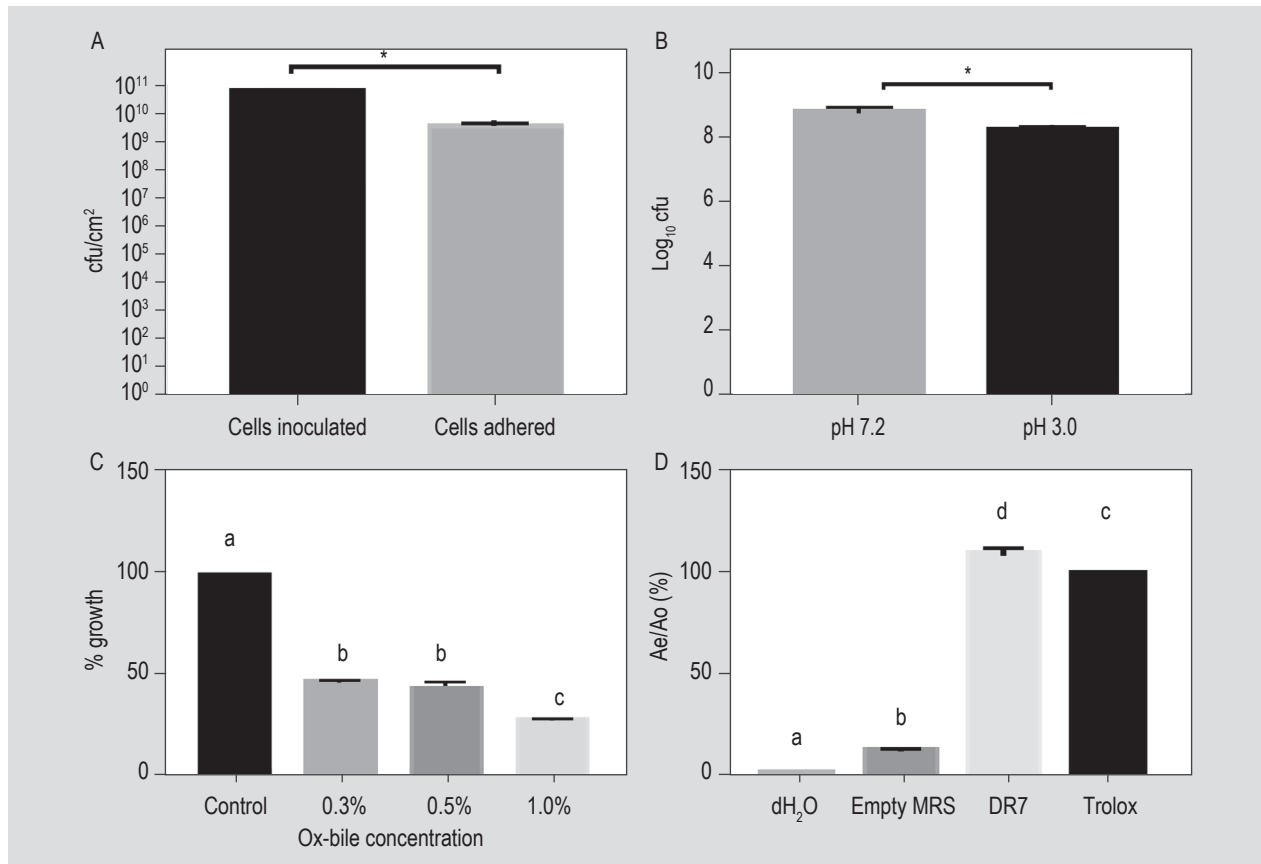 A
*
cfu/cm²
10¹¹
10¹⁰
10⁹
10⁸
10⁷
10⁶
10⁵
10⁴
10³
10²
10¹
10⁰
Cells inoculated Cells adhered
B
*
Log₁₀ cfu
10
8
6
4
2
0
pH 7.2 pH 3.0
C
% growth
150
100
50
0
a
b
b
c
Control 0.3% 0.5% 1.0%
Ox-bile concentration
D
Ae/Ao (%)
150
100
50
0
a
b
d
c
dH₂O Empty MRS DR7 Trolox